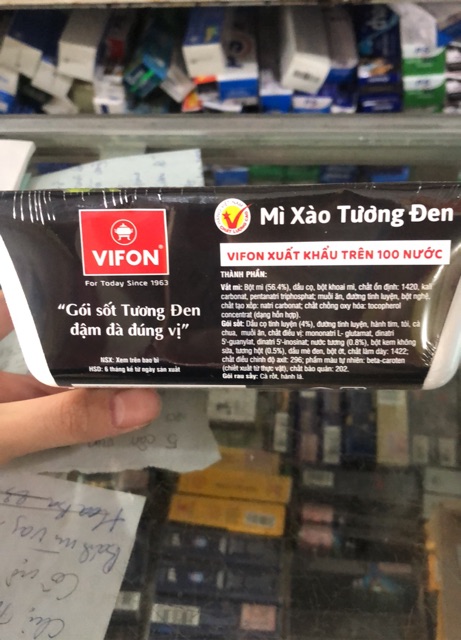 Mì Xào Tương Đen
VIFON
For Today Since 1963
"Gói sốt Tương Đen
đậm đà đúng vị"
NSX: Xem trên bao bì
HSD: 6 tháng kể từ ngày sản xuất
VIFON XUẤT KHẨU TRÊN 100 NƯỚC
THÀNH PHẦN:
Vắt mì: Bột mì (56.4%), dầu cọ, bột khoai mì, chất ổn định: 1420, kali
carbonat, pentanatri triphosphat; muối ăn, đường tinh luyện, bột nghệ,
chất tạo xốp: natri carbonat; chất chống oxy hóa: tocopherol
concentrat (dạng hỗn hợp).
Gói sốt: Dầu cọ tinh luyện (4%), đường tinh luyện, hành tím, tỏi, cà
chua, muối ăn, chất điều vị: mononatri L- glutamat, dinatri
5'-guanylat, dinatri 5'-inosinat; nước tương (0.8%), bột kem không
sữa, tương hột (0.5%), dầu mè đen, bột ớt, chất làm dày: 1422,
chất điều chỉnh độ axit: 296; phẩm màu tự nhiên: beta-caroten
(chiết xuất từ thực vật), chất bảo quản: 202.
Gói rau sấy: Cà rốt, hành lá.